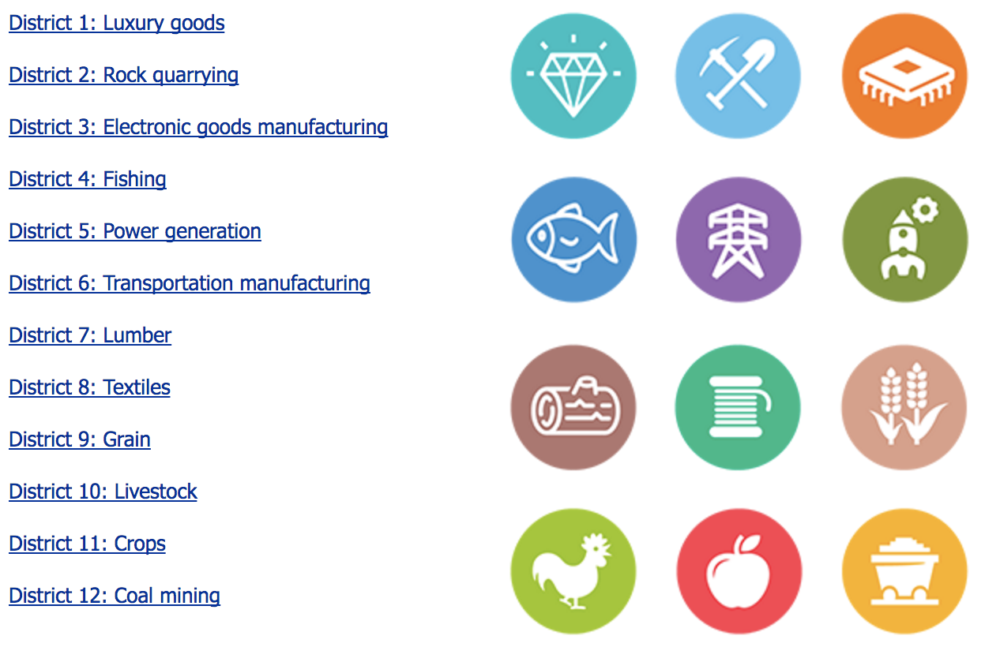 District 1: Luxury goods
District 2: Rock quarrying
District 3: Electronic goods manufacturing
District 4: Fishing
District 5: Power generation
District 6: Transportation manufacturing
District 7: Lumber
District 8: Textiles
District 9: Grain
District 10: Livestock
District 11: Crops
District 12: Coal mining